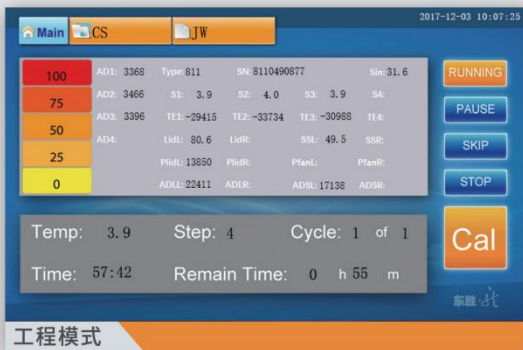 2017-12-03 10:07:25
Main CS JW
100 AD1: 3368 Type: 811 SN: 8110490877 Sin: 31.6 RUNNING
75 AD2: 3466 S1: 3.9 S2: 4.0 S3: 3.9 S4: PAUSE
50 AD3: 3396 TE1: -29415 TE2: -33734 TE3: -30988 TE4:
AD4: LidL: 80.6 LidR: SSL: 49.5 SSR: SKIP
25 PlidL: 13850 PlidR: PfanL: PfanR:
0 ADLL: 22411 ADLR: ADSL: 17138 ADSR: STOP
Temp: 3.9 Step: 4 Cycle: 1 of 1 Cal
Time: 57:42 Remain Time: 0 h 55 m
东胜·龙
工程模式